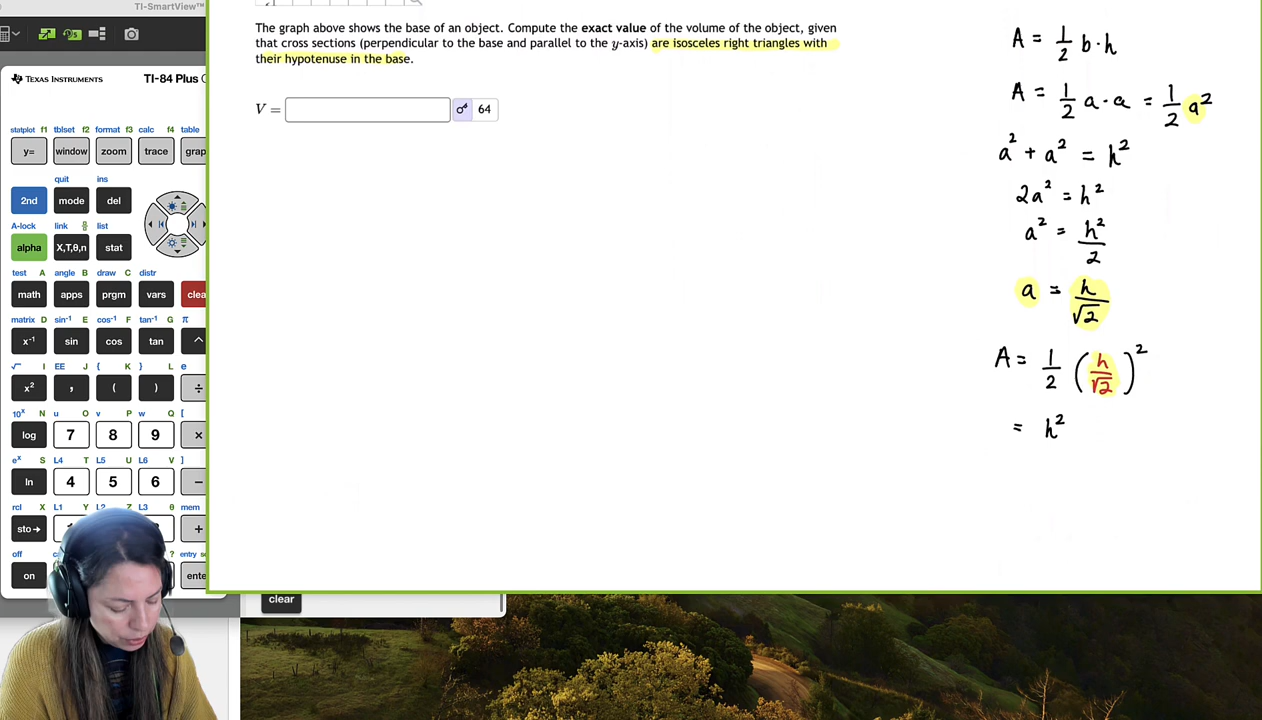 TI-SmartView™
TEXAS INSTRUMENTS TI-84 Plus C
statplot f1 tblset f2 format f3 calc f4 table
y= window zoom trace grap
quit ins
2nd mode del
A-lock link list
alpha X,T,θ,n stat
test A angle B draw C distr
math apps prgm vars clea
matrix D sin⁻¹ E cos⁻¹ F tan⁻¹ G π
x⁻¹ sin cos tan ^
√ I EE J { K } L e
x² , ( ) ÷
10ˣ N u O v P w Q [
log 7 8 9 ×
eˣ S L4 T L5 U L6 V ]
ln 4 5 6 −
rcl X L1 Y L2 Z L3 θ mem
sto→ +
off ? entry
on ente
clear
The graph above shows the base of an object. Compute the exact value of the volume of the object, given
that cross sections (perpendicular to the base and parallel to the y-axis) are isosceles right triangles with
their hypotenuse in the base.
V = 64
A = 1/2 b·h
A = 1/2 a·a = 1/2 a²
a² + a² = h²
2a² = h²
a² = h²/2
a = h/√2
A = 1/2 (h/√2)²
= h²